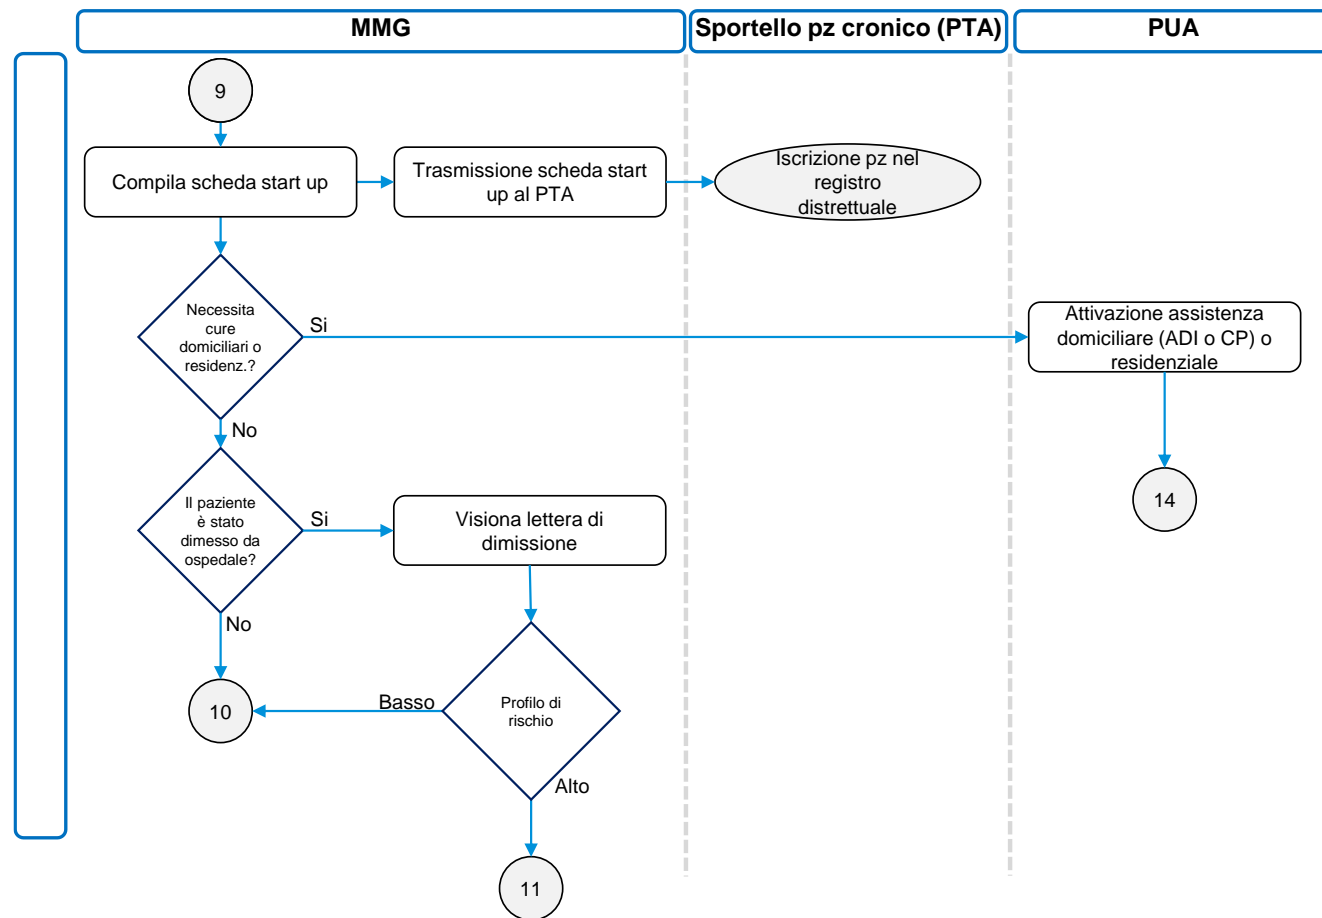 MMG
Sportello pz cronico (PTA)
PUA
9
Compila scheda start up
Trasmissione scheda start
up al PTA
Iscrizione pz nel
registro
distrettuale
Necessita
cure
domiciliari o
residenz.?
Si
Attivazione assistenza
domiciliare (ADI o CP) o
residenziale
No
Il paziente
è stato
dimesso da
ospedale?
Si
Visiona lettera di
dimissione
14
No
10
Basso
Profilo di
rischio
Alto
11